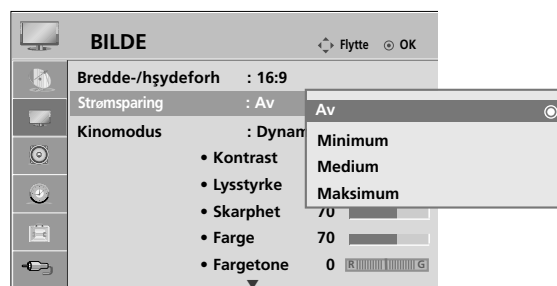 BILDE Flytte OK
Bredde-/hşydeforh : 16:9
Strømsparing : Av
Kinomodus : Dynam
• Kontrast
• Lysstyrke
• Skarphet 70
• Farge 70
• Fargetone 0 R G
Av
Minimum
Medium
Maksimum